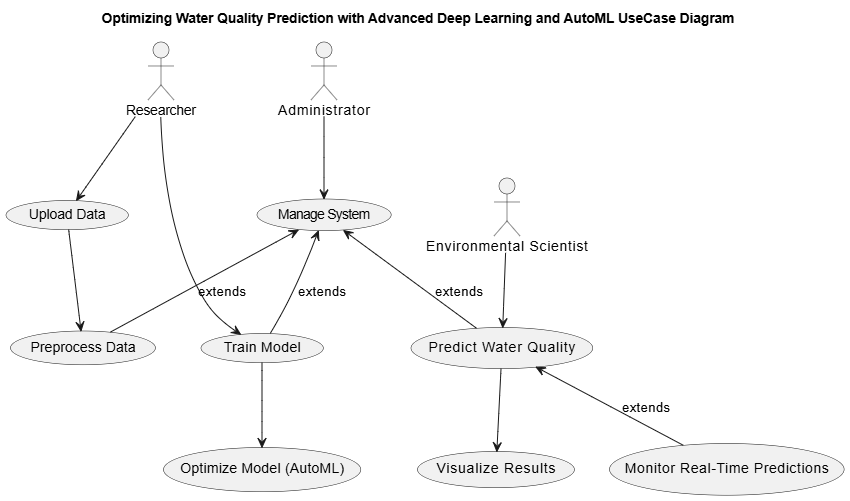 Optimizing Water Quality Prediction with Advanced Deep Learning and AutoML UseCase Diagram
Researcher
Administrator
Upload Data
Manage System
Environmental Scientist
extends
extends
extends
Preprocess Data
Train Model
Predict Water Quality
extends
Optimize Model (AutoML)
Visualize Results
Monitor Real-Time Predictions